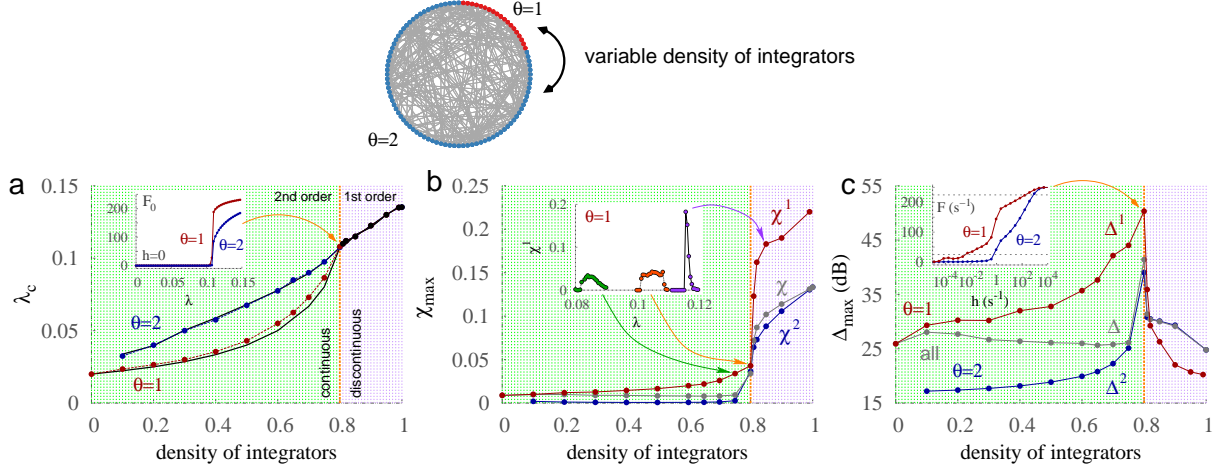 θ=1
variable density of integrators
θ=2
a
λc
0.15
0.1
0.05
0
0 0.2 0.4 0.6 0.8 1
density of integrators
2nd order
1st order
continuous
discontinuous
θ=2
θ=1
F0
200
100
0
h=0
θ=1
θ=2
0 0.05 0.10 0.15
λ
b
χmax
0.25
0.2
0.15
0.1
0.05
0
0 0.2 0.4 0.6 0.8 1
density of integrators
χ1
χ
χ2
θ=1
χ1
0.2
0.1
0
0.08 0.1 0.12
λ
c
Δmax (dB)
55
45
35
25
15
0 0.2 0.4 0.6 0.8 1
density of integrators
θ=1
all
θ=2
Δ1
Δ
Δ2
F (s-1)
200
100
0
θ=1
θ=2
10-4 10-2 100 102 104
h (s-1)